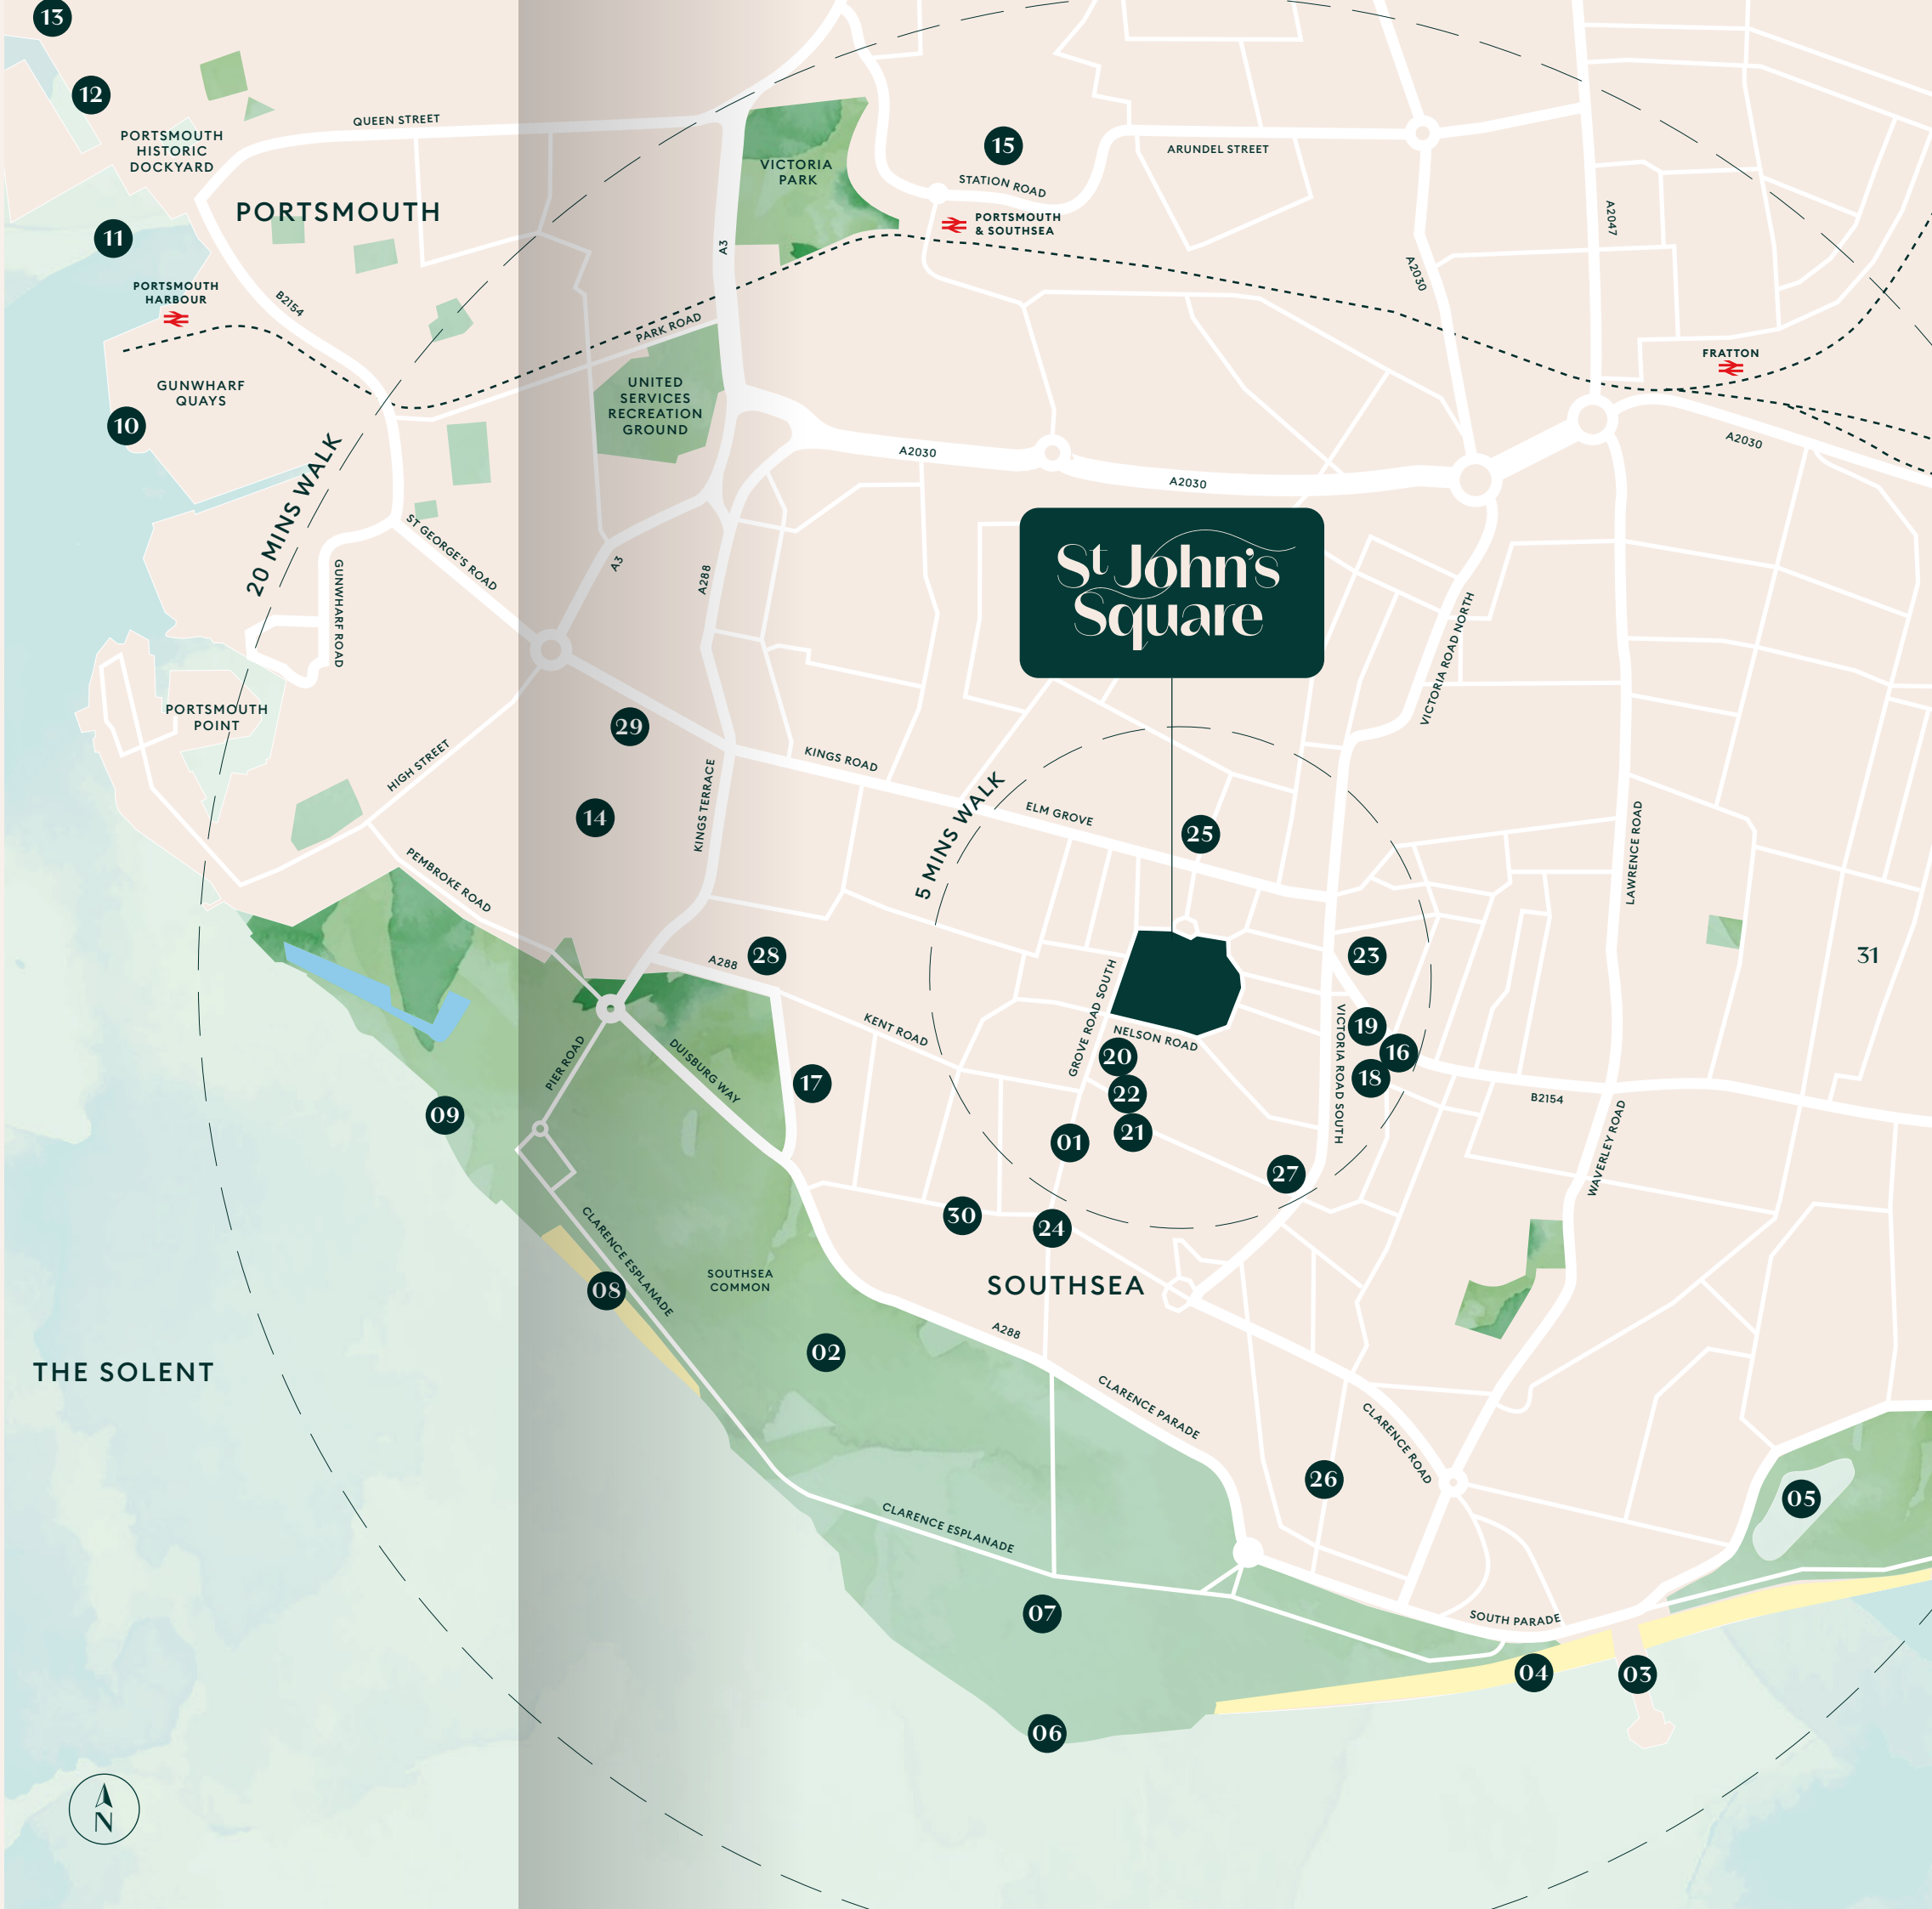 13
12
PORTSMOUTH
HISTORIC
DOCKYARD
QUEEN STREET
PORTSMOUTH
11
PORTSMOUTH
HARBOUR
B2154
GUNWHARF
QUAYS
10
20 MINS WALK
ST GEORGE'S ROAD
GUNWHARF ROAD
PORTSMOUTH
POINT
HIGH STREET
PEMBROKE ROAD
VICTORIA
PARK
A3
PARK ROAD
UNITED
SERVICES
RECREATION
GROUND
15
STATION ROAD
PORTSMOUTH
& SOUTHSEA
ARUNDEL STREET
A2047
A2030
FRATTON
A2030
A2030
A2030
A3
A288
St John's
Square
VICTORIA ROAD NORTH
29
14
KINGS TERRACE
KINGS ROAD
5 MINS WALK
ELM GROVE
25
LAWRENCE ROAD
A288
28
KENT ROAD
GROVE ROAD SOUTH
NELSON ROAD
23
31
19
16
18
VICTORIA ROAD SOUTH
20
22
21
01
27
B2154
WAVERLEY ROAD
PIER ROAD
DUISBURG WAY
17
09
30
24
SOUTHSEA
CLARENCE ESPLANADE
08
SOUTHSEA
COMMON
02
A288
CLARENCE PARADE
CLARENCE ROAD
26
05
THE SOLENT
CLARENCE ESPLANADE
07
SOUTH PARADE
04
03
06
N